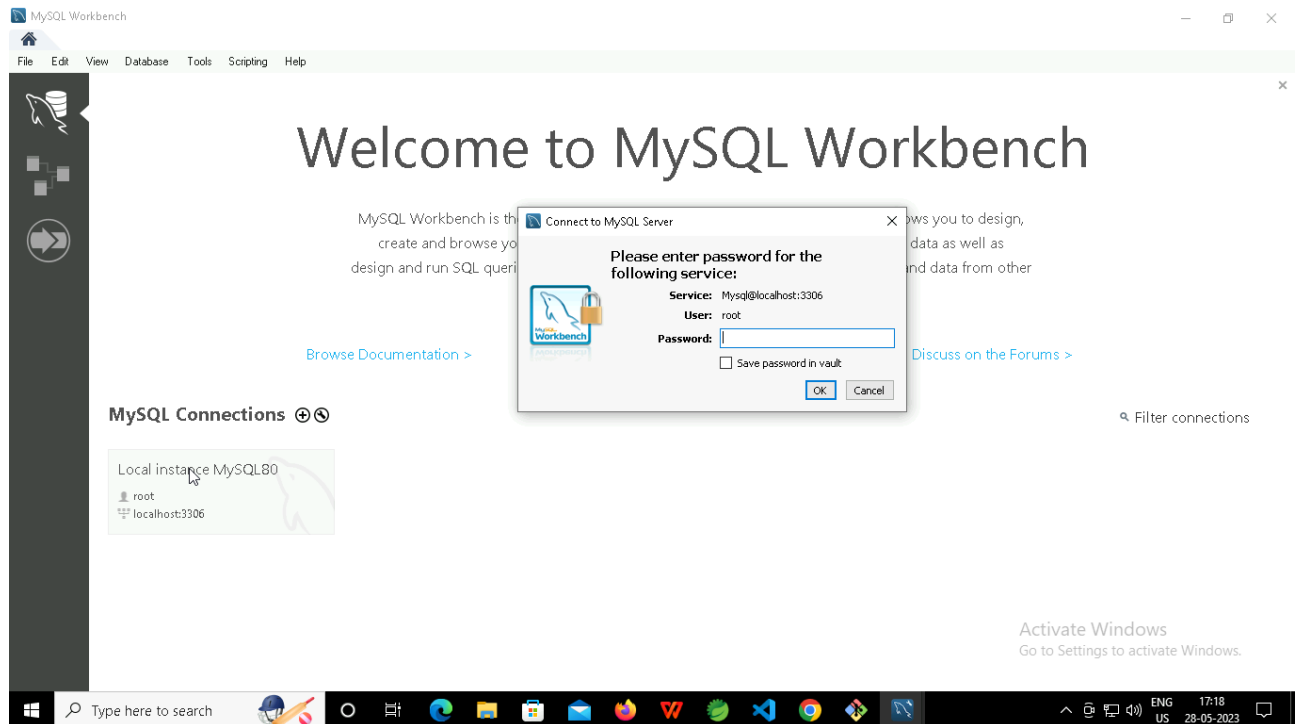 MySQL Workbench
File Edit View Database Tools Scripting Help
Welcome to MySQL Workbench
MySQL Workbench is th
ows you to design,
create and browse yo
data as well as
design and run SQL queri
and data from other
Connect to MySQL Server
Please enter password for the
following service:
Service: Mysql@localhost:3306
User: root
Password:
Save password in vault
OK Cancel
MySQL
Workbench
Browse Documentation >
Discuss on the Forums >
MySQL Connections
Filter connections
Local instance MySQL80
root
localhost:3306
Activate Windows
Go to Settings to activate Windows.
Type here to search
ENG
US
17:18
28-05-2023